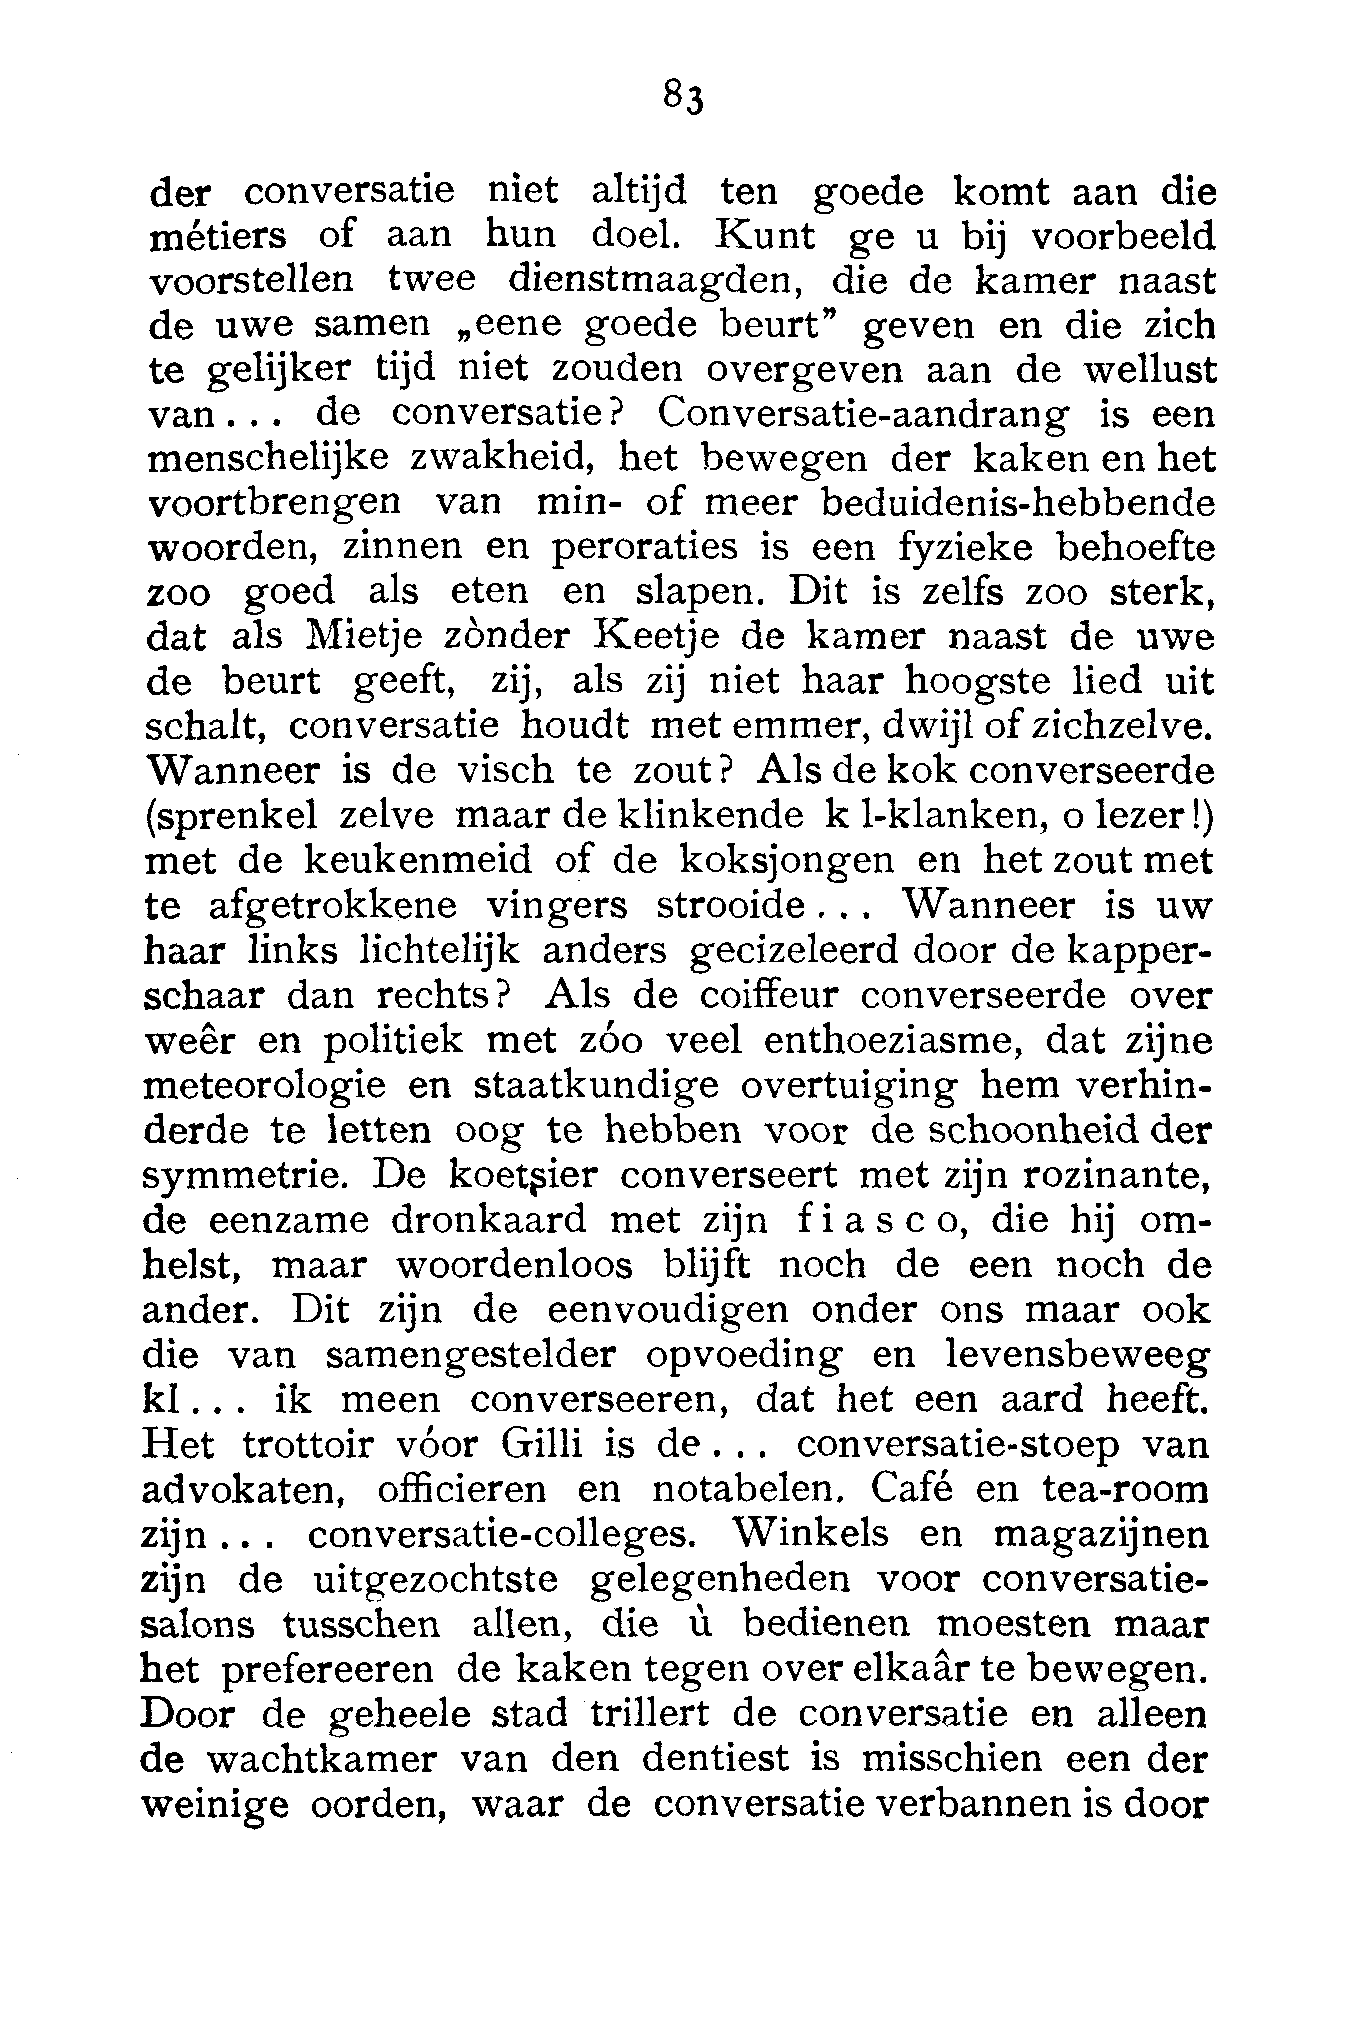 83
der conversatie niet altijd ten goede komt aan die
métiers of aan hun doel. Kunt ge u bij voorbeeld
voorstellen twee dienstmaagden, die de kamer naast
de uwe samen „eene goede beurt” geven en die zich
te gelijker tijd niet zouden overgeven aan de wellust
van... de conversatie? Conversatie-aandrang is een
menschelijke zwakheid, het bewegen der kaken en het
voortbrengen van min- of meer beduidenis-hebbende
woorden, zinnen en peroraties is een fyzieke behoefte
zoo goed als eten en slapen. Dit is zelfs zoo sterk,
dat als Mietje zònder Keetje de kamer naast de uwe
de beurt geeft, zij, als zij niet haar hoogste lied uit
schalt, conversatie houdt met emmer, dwijl of zichzelve.
Wanneer is de visch te zout? Als de kok converseerde
(sprenkel zelve maar de klinkende k l-klanken, o lezer!)
met de keukenmeid of de koksjongen en het zout met
te afgetrokkene vingers strooide... Wanneer is uw
haar links lichtelijk anders gecizeleerd door de kapper-
schaar dan rechts? Als de coiffeur converseerde over
weêr en politiek met zóo veel enthoeziasme, dat zijne
meteorologie en staatkundige overtuiging hem verhin-
derde te letten oog te hebben voor de schoonheid der
symmetrie. De koetsier converseert met zijn rozinante,
de eenzame dronkaard met zijn f i a s c o, die hij om-
helst, maar woordenloos blijft noch de een noch de
ander. Dit zijn de eenvoudigen onder ons maar ook
die van samengestelder opvoeding en levensbeweeg
kl... ik meen converseeren, dat het een aard heeft.
Het trottoir vóor Gilli is de... conversatie-stoep van
advokaten, officieren en notabelen. Café en tea-room
zijn... conversatie-colleges. Winkels en magazijnen
zijn de uitgezochtste gelegenheden voor conversatie-
salons tusschen allen, die ù bedienen moesten maar
het prefereeren de kaken tegen over elkaâr te bewegen.
Door de geheele stad trillert de conversatie en alleen
de wachtkamer van den dentiest is misschien een der
weinige oorden, waar de conversatie verbannen is door